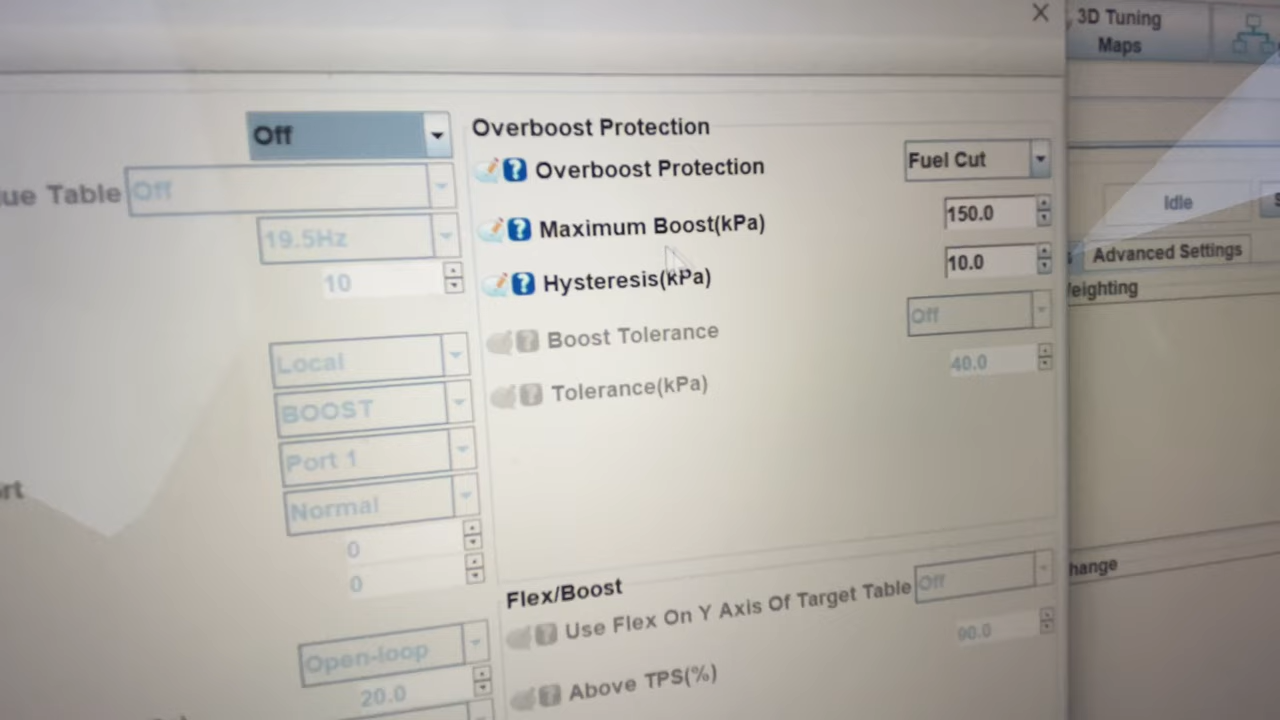 3D Tuning
Maps
Off
Overboost Protection
Overboost Protection
Fuel Cut
ue Table
Off
Idle
Maximum Boost(kPa)
150.0
19.5Hz
Advanced Settings
Hysteresis(kPa)
10.0
10
eighting
Boost Tolerance
Off
Local
Tolerance(kPa)
40.0
BOOST
Port 1
rt
Normal
0
0
Flex/Boost
hange
Use Flex On Y Axis Of Target Table
Off
90.0
Open-loop
Above TPS(%)
20.0